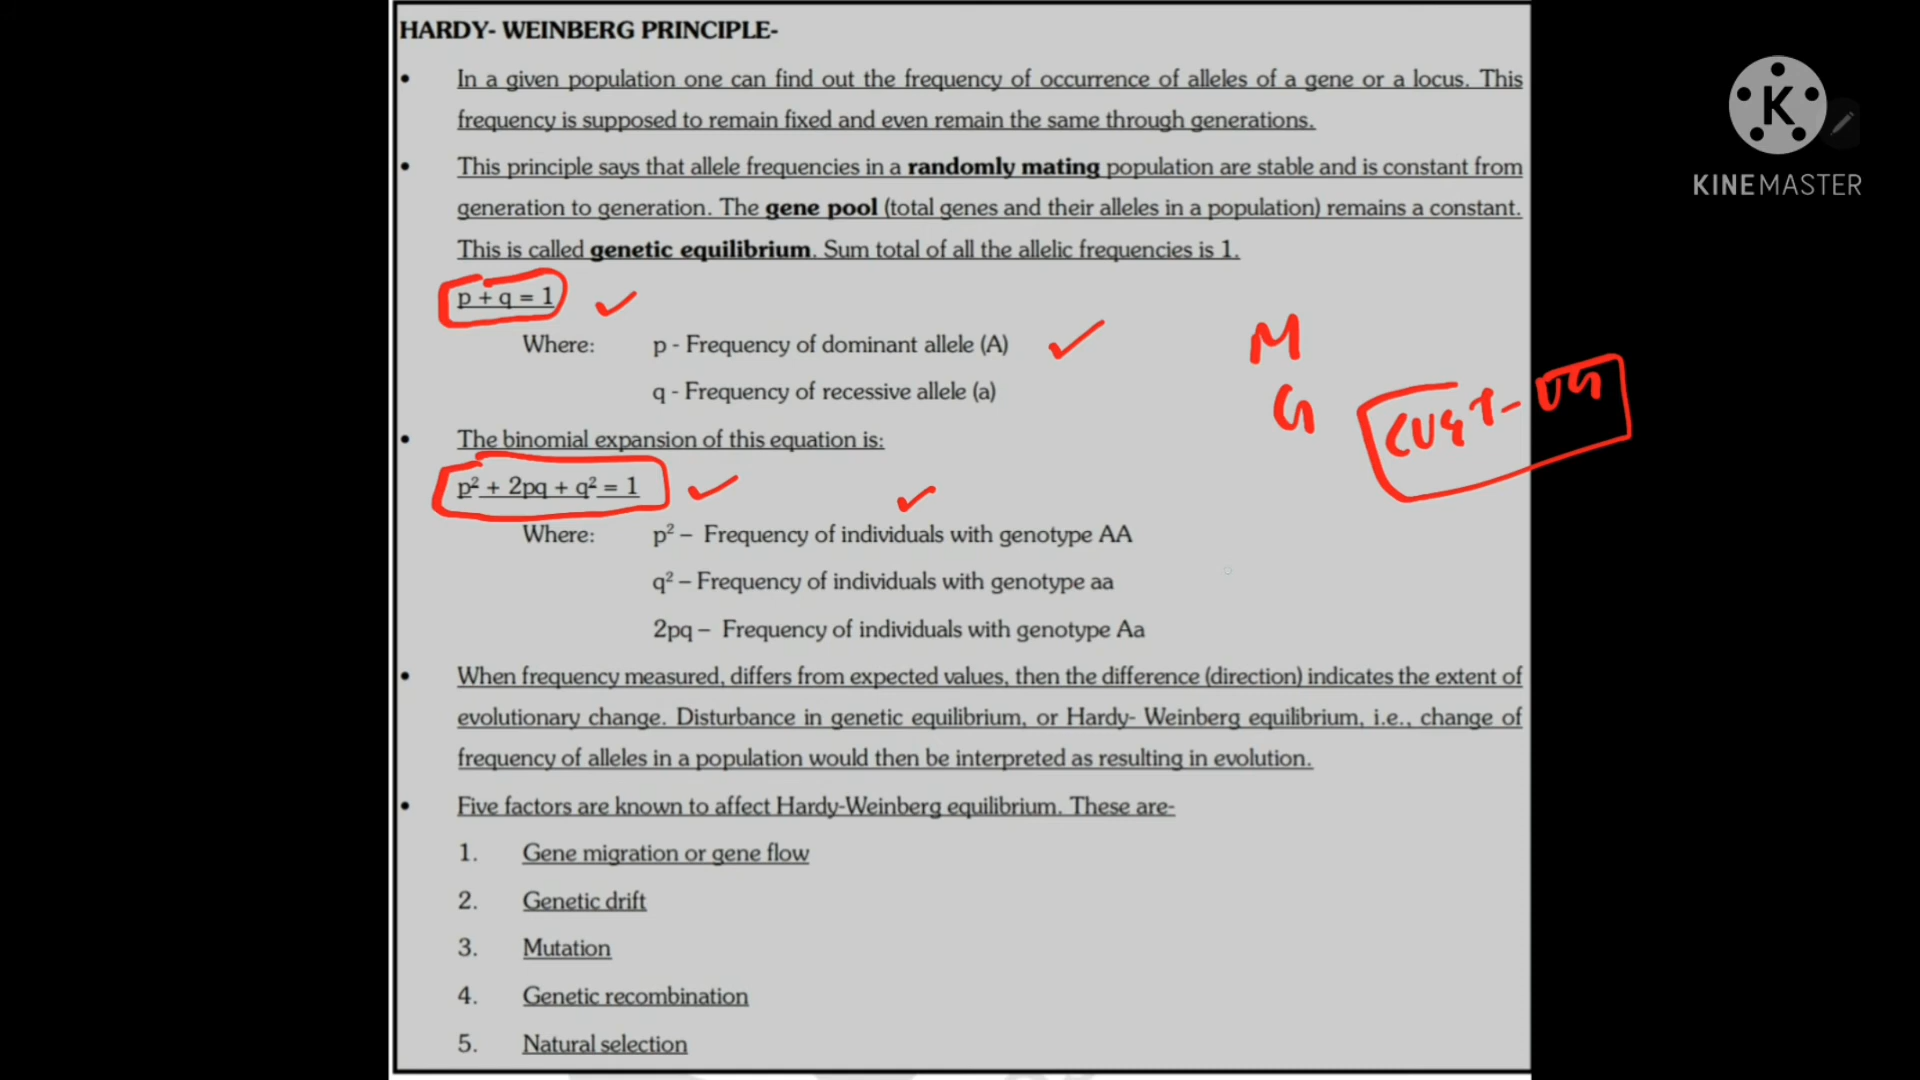 HARDY- WEINBERG PRINCIPLE-
• In a given population one can find out the frequency of occurrence of alleles of a gene or a locus. This
frequency is supposed to remain fixed and even remain the same through generations.
• This principle says that allele frequencies in a randomly mating population are stable and is constant from
generation to generation. The gene pool (total genes and their alleles in a population) remains a constant.
This is called genetic equilibrium. Sum total of all the allelic frequencies is 1.
p + q = 1
Where: p - Frequency of dominant allele (A)
q - Frequency of recessive allele (a)
• The binomial expansion of this equation is:
p² + 2pq + q² = 1
Where: p² – Frequency of individuals with genotype AA
q² – Frequency of individuals with genotype aa
2pq – Frequency of individuals with genotype Aa
• When frequency measured, differs from expected values, then the difference (direction) indicates the extent of
evolutionary change. Disturbance in genetic equilibrium, or Hardy- Weinberg equilibrium, i.e., change of
frequency of alleles in a population would then be interpreted as resulting in evolution.
• Five factors are known to affect Hardy-Weinberg equilibrium. These are-
1. Gene migration or gene flow
2. Genetic drift
3. Mutation
4. Genetic recombination
5. Natural selection
M
G
K
KINEMASTER